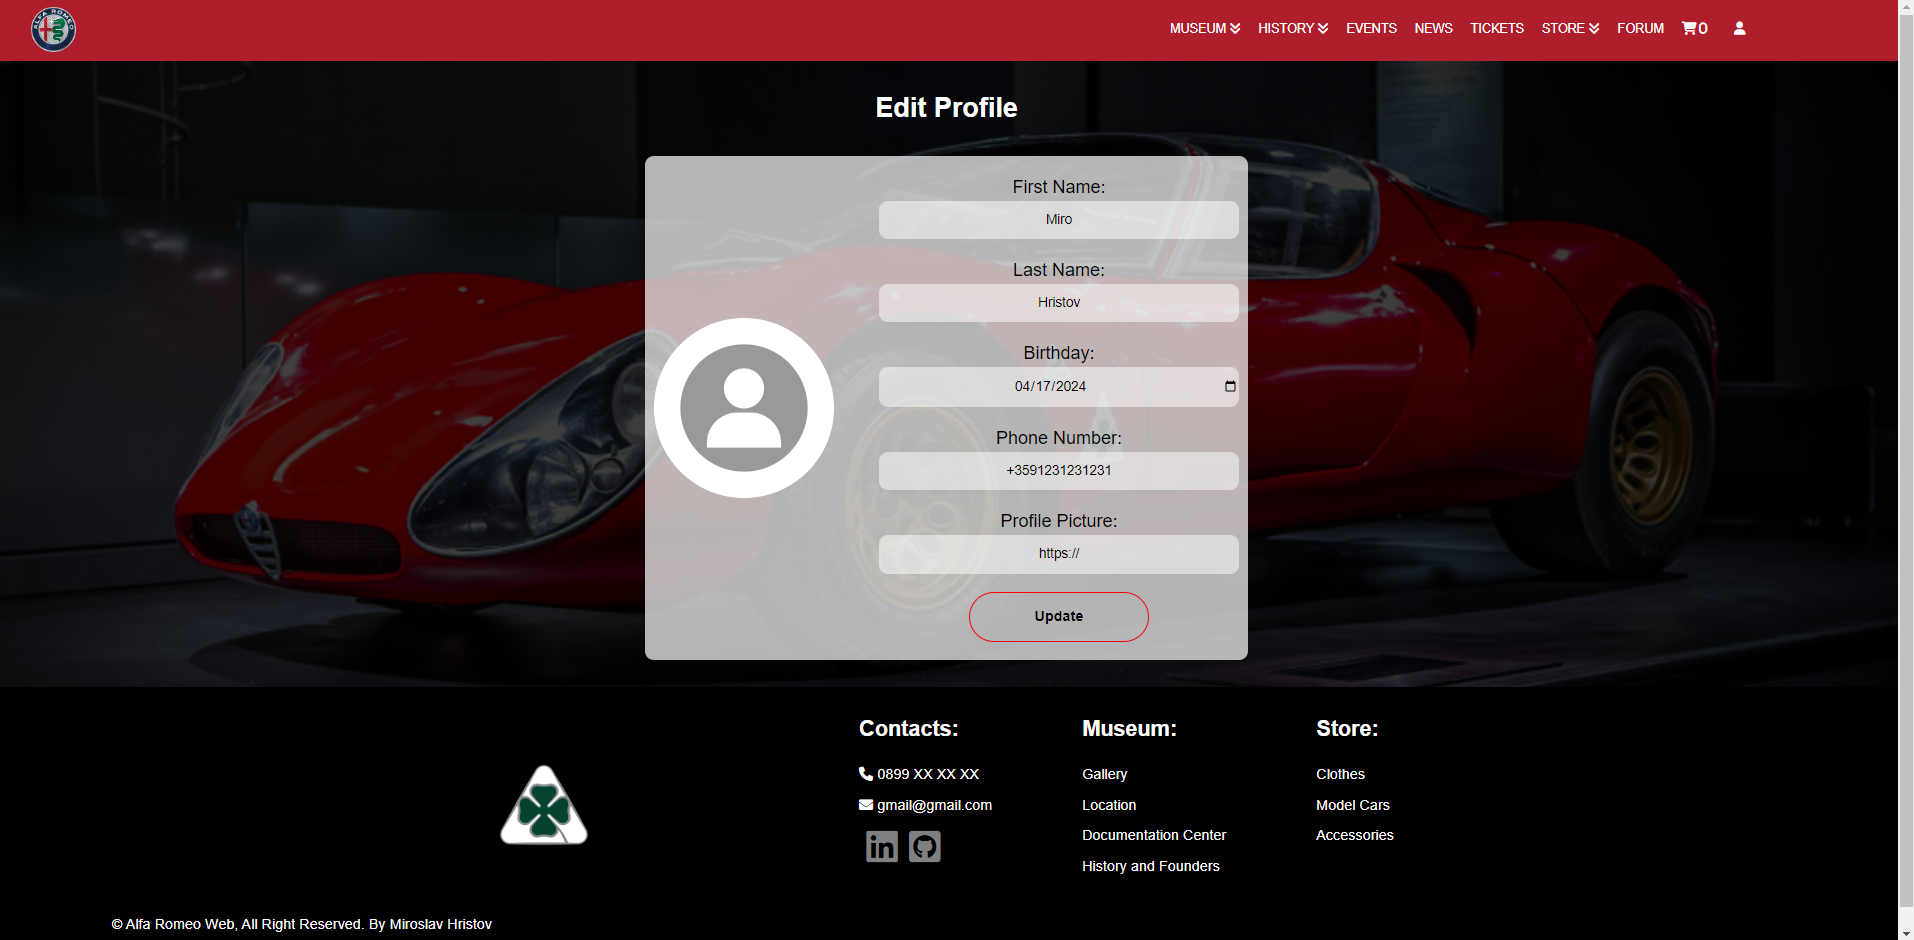 ALFA ROMEO
MUSEUM HISTORY EVENTS NEWS TICKETS STORE FORUM 0
Edit Profile
First Name:
Miro
Last Name:
Hristov
Birthday:
04/17/2024
Phone Number:
+3591231231231
Profile Picture:
https://
Update
Contacts:
0899 XX XX XX
gmail@gmail.com
in
Museum:
Gallery
Location
Documentation Center
History and Founders
Store:
Clothes
Model Cars
Accessories
© Alfa Romeo Web, All Right Reserved. By Miroslav Hristov